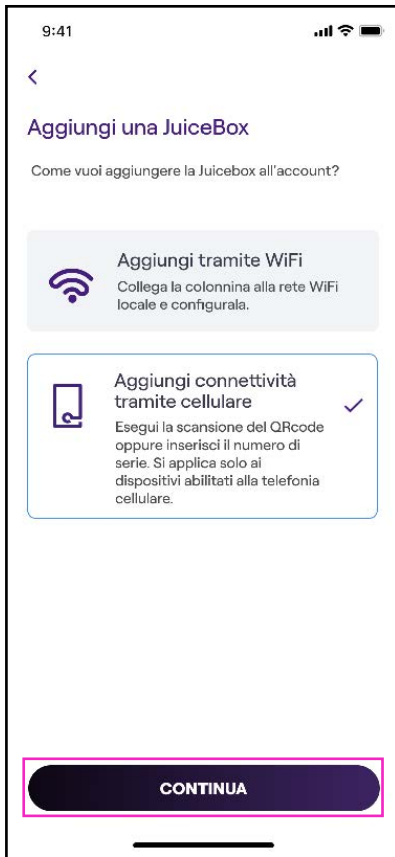 9:41
Aggiungi una JuiceBox
Come vuoi aggiungere la Juicebox all'account?
Aggiungi tramite WiFi
Collega la colonnina alla rete WiFi
locale e configurala.
Aggiungi connettività
tramite cellulare
Esegui la scansione del QRcode
oppure inserisci il numero di
serie. Si applica solo ai
dispositivi abilitati alla telefonia
cellulare.
CONTINUA